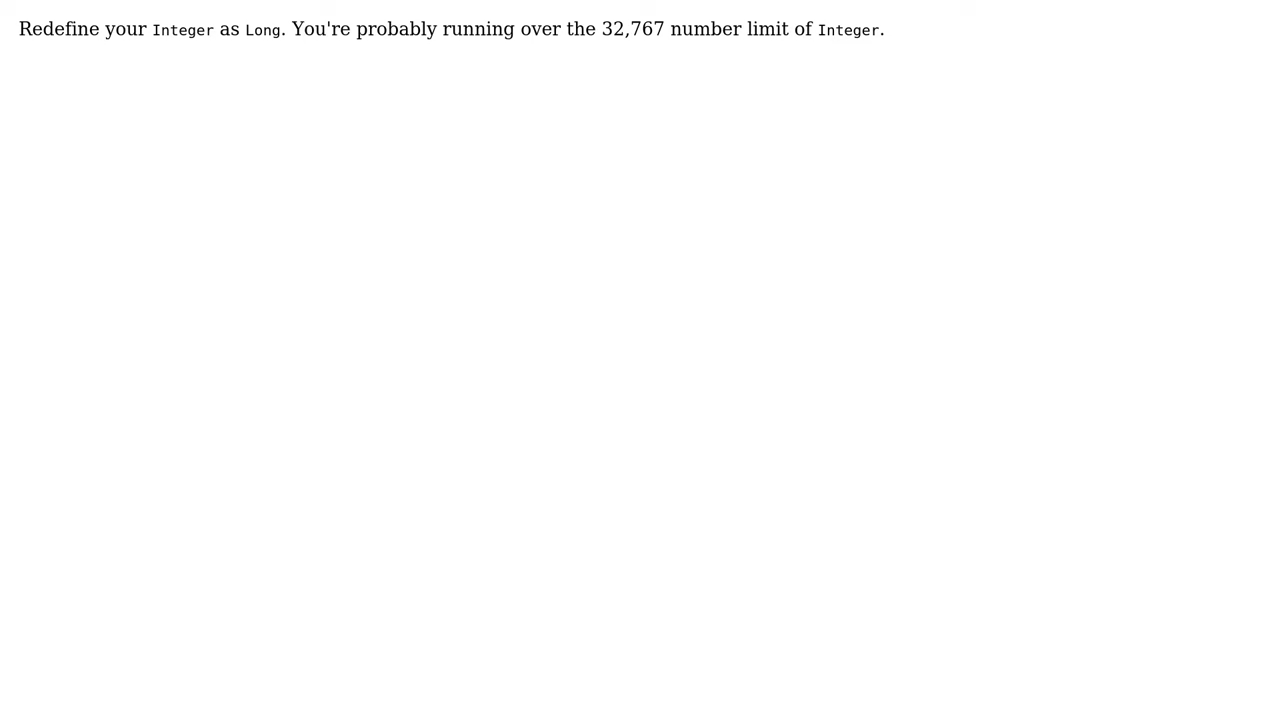 Redefine your Integer as Long. You're probably running over the 32,767 number limit of Integer.